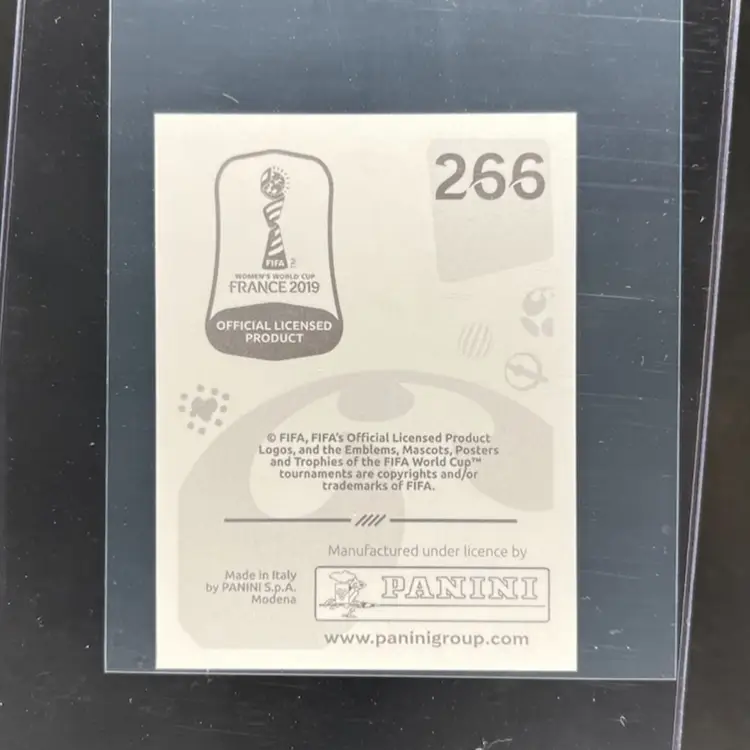 266
FIFA
WOMEN'S WORLD CUP
FRANCE 2019
OFFICIAL LICENSED
PRODUCT
© FIFA, FIFA's Official Licensed Product
Logos, and the Emblems, Mascots, Posters
and Trophies of the FIFA World Cup™
tournaments are copyrights and/or
trademarks of FIFA.
Manufactured under licence by
Made in Italy
by PANINI S.p.A.
Modena
PANINI
www.paninigroup.com